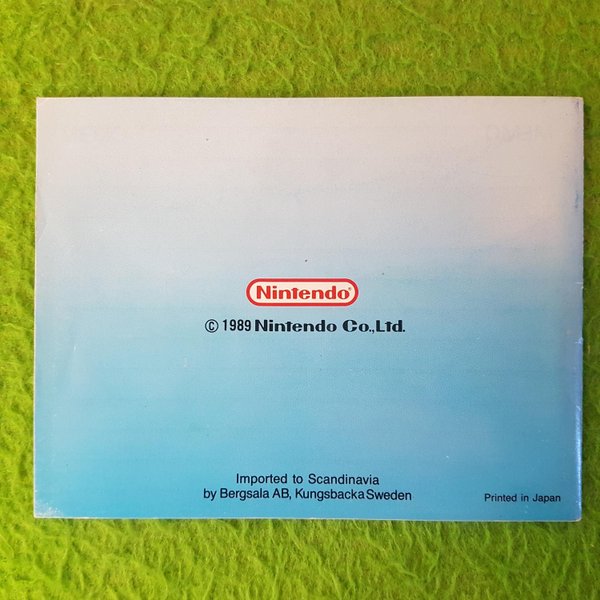 Nintendo®
© 1989 Nintendo Co.,Ltd.
Imported to Scandinavia
by Bergsala AB, Kungsbacka Sweden
Printed in Japan